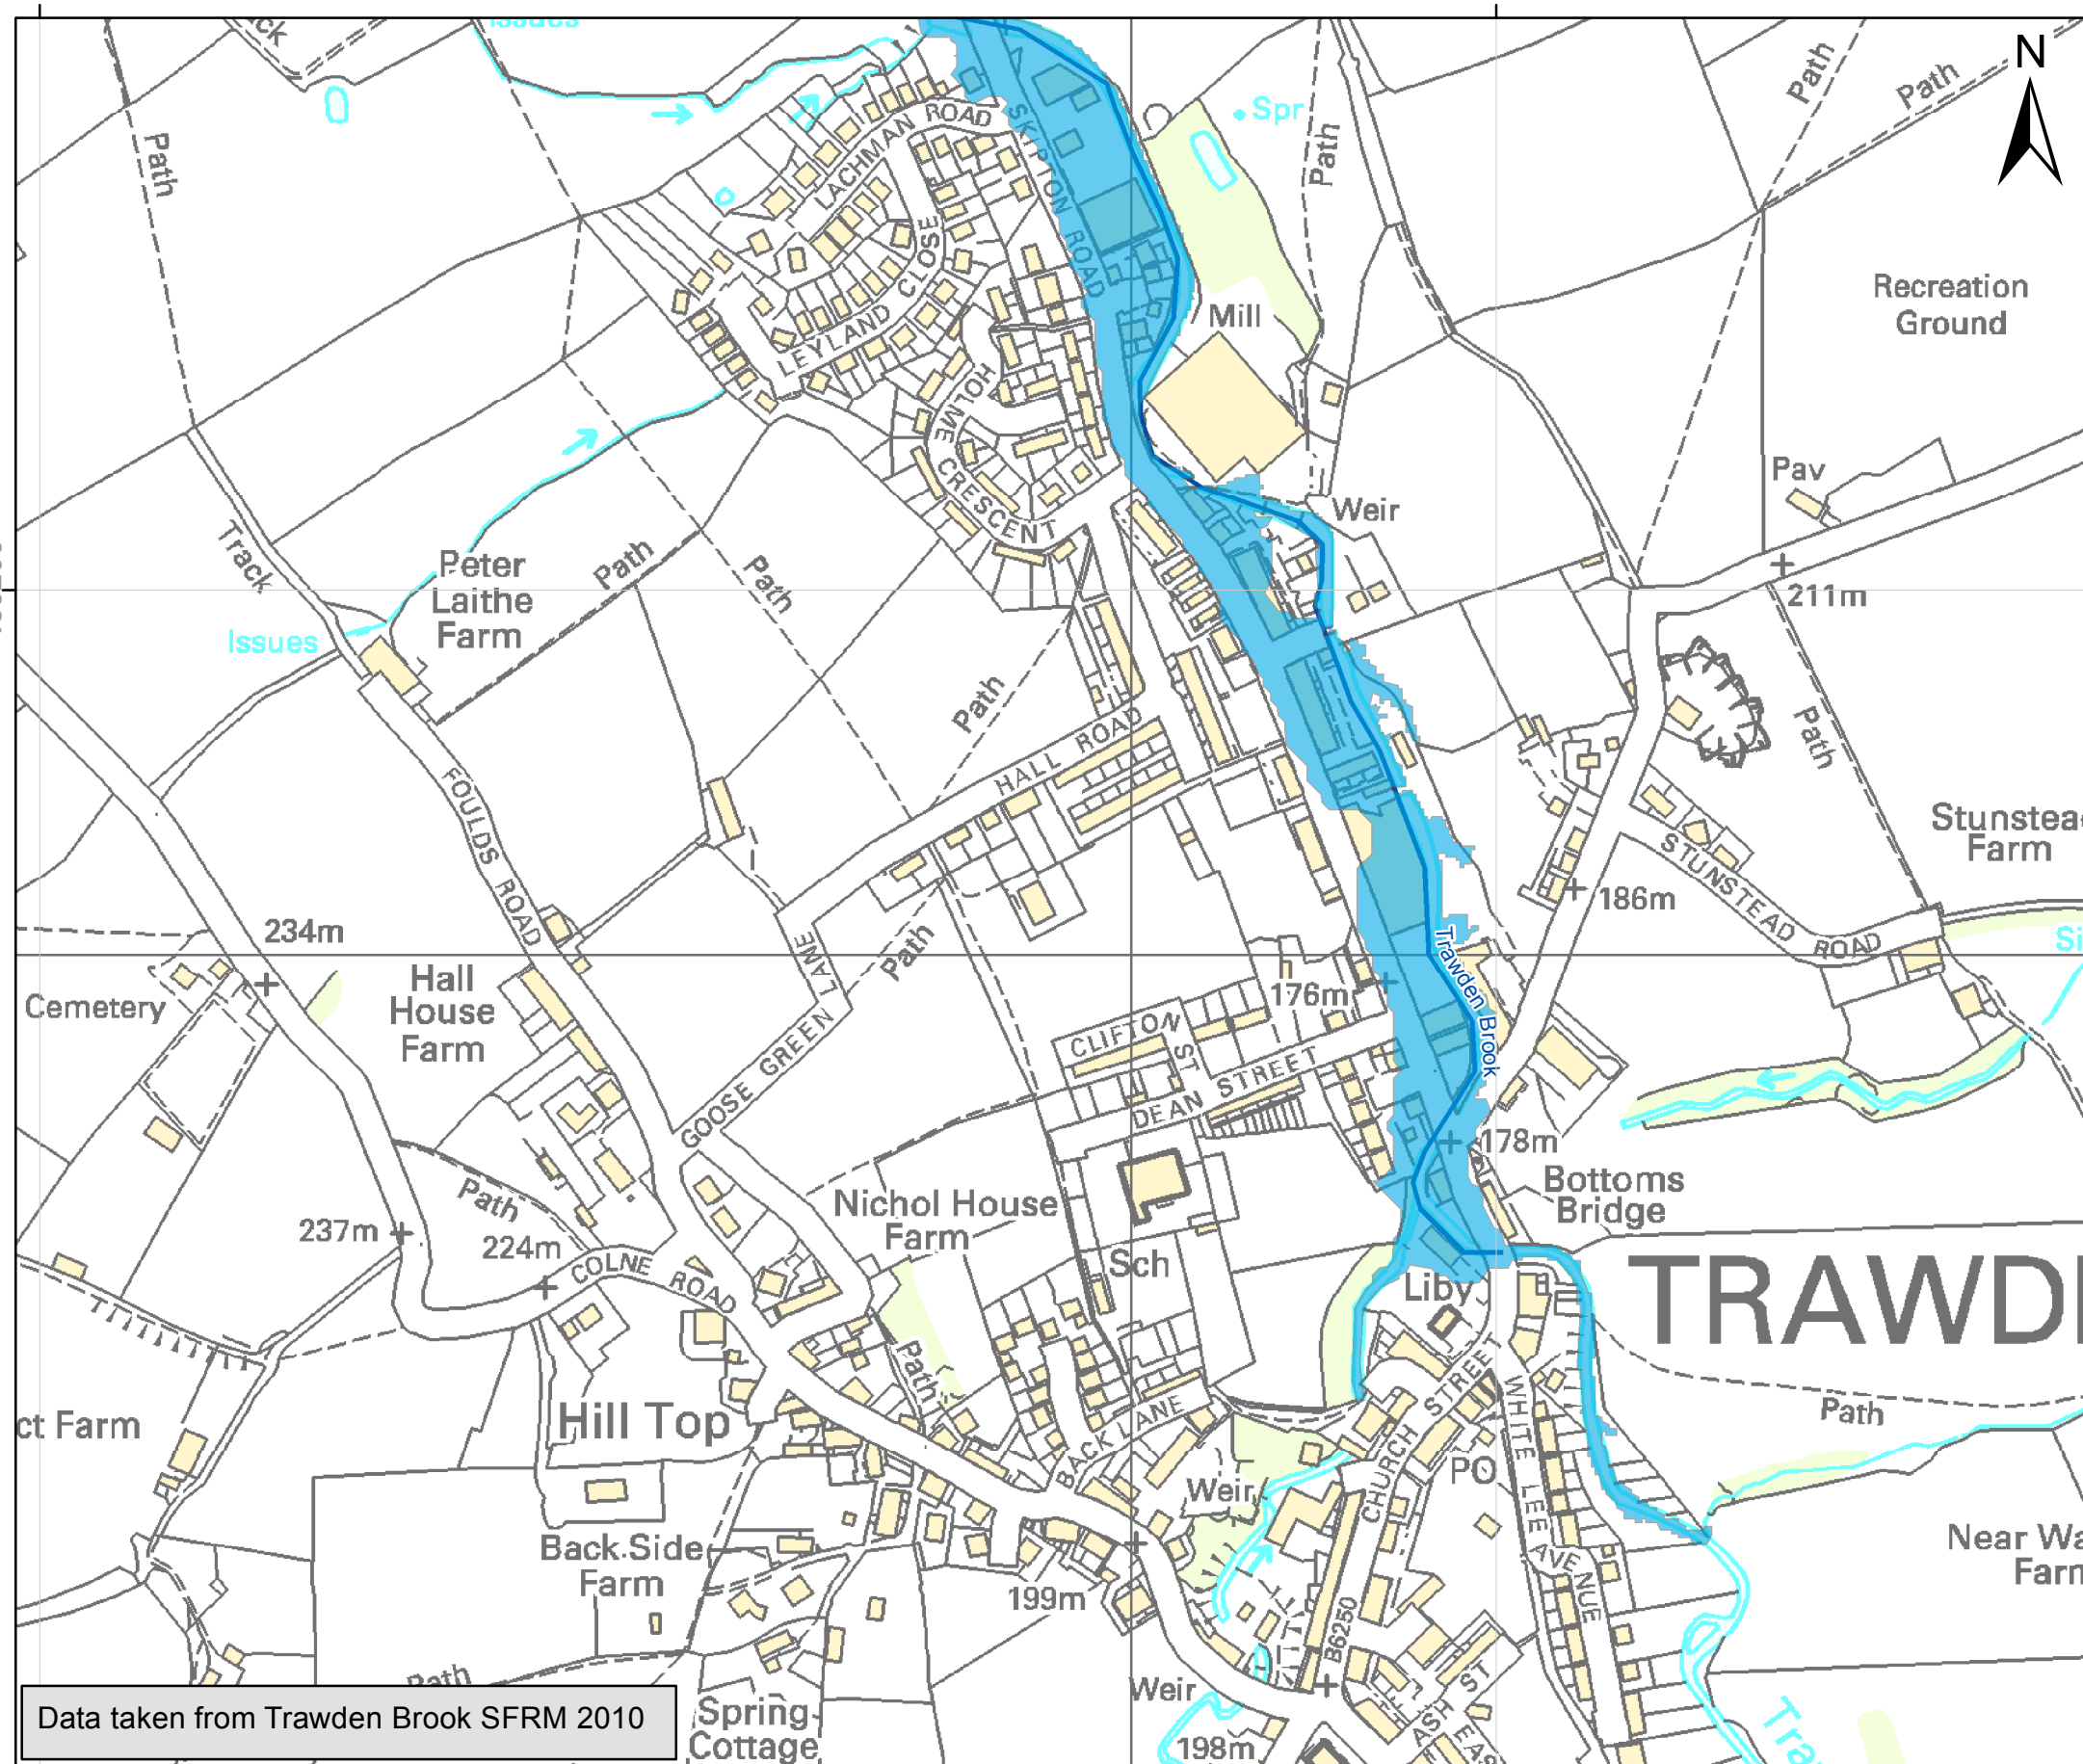 Issues
N
Path
Path
Spr
LACHMAN ROAD
SKIPTON ROAD
Path
Path
LEYLAND CLOSE
Recreation
Ground
Mill
HOLME CRESCENT
Pav
Weir
Track
Peter
Laithe
Farm
Path
Path
211m
Issues
Path
Path
HALL ROAD
FOULDS ROAD
Farm
STUNSTEAD ROAD
186m
234m
GOOSE GREEN LANE
Path
Trawden Brook
Cemetery
Hall
House
Farm
176m
CLIFTON ST
DEAN STREET
178m
Bottoms
Bridge
Path
Nichol House
Farm
237m
224m
COLNE ROAD
Sch
Liby
Path
CHURCH STREET
WHITE LEE AVENUE
Path
ct Farm
Hill Top
BACK LANE
PO
Weir
Back Side
Farm
Near
199m
B6250
Path
Weir
ASH ST
Data taken from Trawden Brook SFRM 2010
Spring
Cottage
198m